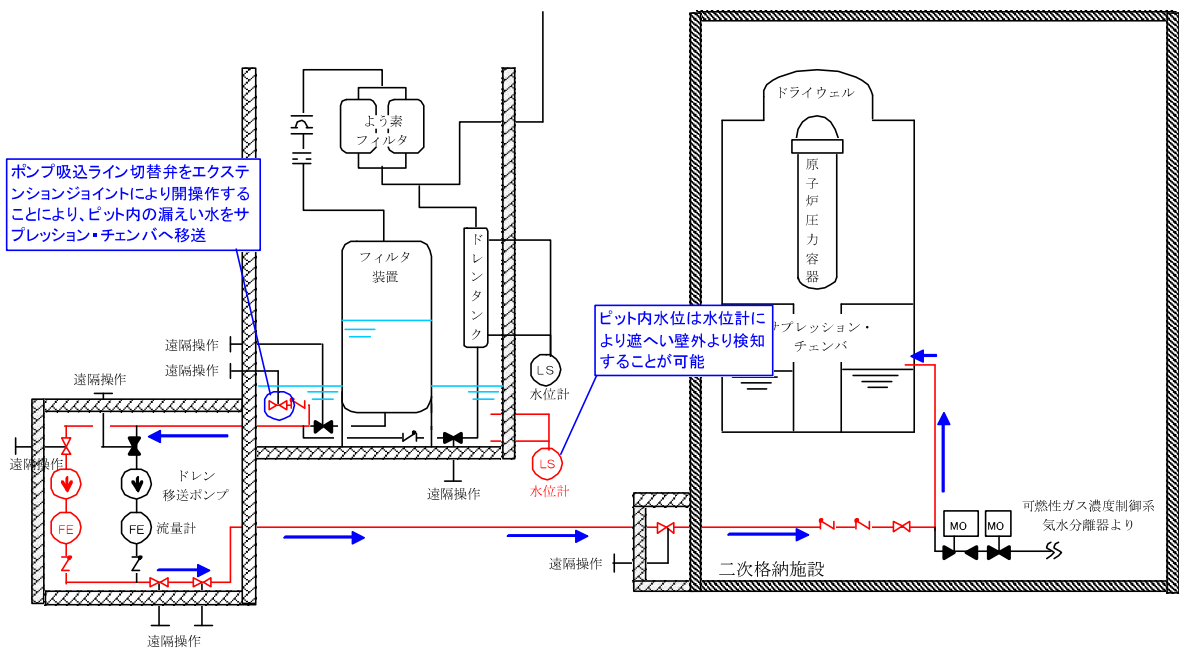 ドライウェル
よう素
フィルタ
原子炉圧力容器
ポンプ吸込ライン切替弁をエクステ
ンションジョイントにより開操作する
ことにより、ピット内の漏えい水をサ
プレッション・チェンバへ移送
フィルタ
装置
ドレンタンク
ピット内水位は水位計に
より遮へい壁外より検知
することが可能
プレッション・
チェンバ
遠隔操作
遠隔操作
LS
水位計
遠隔操作
遠隔操作
LS
水位計
遠隔操作
ドレン
移送ポンプ
FE
FE
流量計
可燃性ガス濃度制御系
気水分離器より
MO
MO
遠隔操作
二次格納施設
遠隔操作